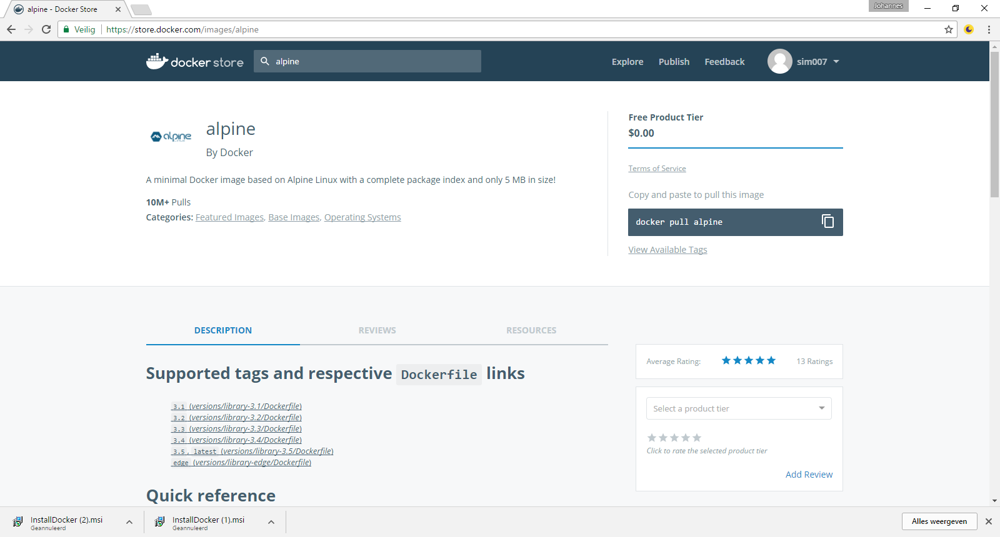 alpine - Docker Store
Johannes
Veilig
https://store.docker.com/images/alpine
docker store
alpine
Explore
Publish
Feedback
sim007
alpine
alpine
By Docker
A minimal Docker image based on Alpine Linux with a complete package index and only 5 MB in size!
10M+ Pulls
Categories: Featured Images, Base Images, Operating Systems
Free Product Tier
$0.00
Terms of Service
Copy and paste to pull this image
docker pull alpine
View Available Tags
DESCRIPTION
REVIEWS
RESOURCES
Supported tags and respective Dockerfile links
3.1 (versions/library-3.1/Dockerfile)
3.2 (versions/library-3.2/Dockerfile)
3.3 (versions/library-3.3/Dockerfile)
3.4 (versions/library-3.4/Dockerfile)
3.5, latest (versions/library-3.5/Dockerfile)
edge (versions/library-edge/Dockerfile)
Quick reference
Average Rating:
13 Ratings
Select a product tier
Click to rate the selected product tier
Add Review
InstallDocker (2).msi
Geannuleerd
InstallDocker (1).msi
Geannuleerd
Alles weergeven